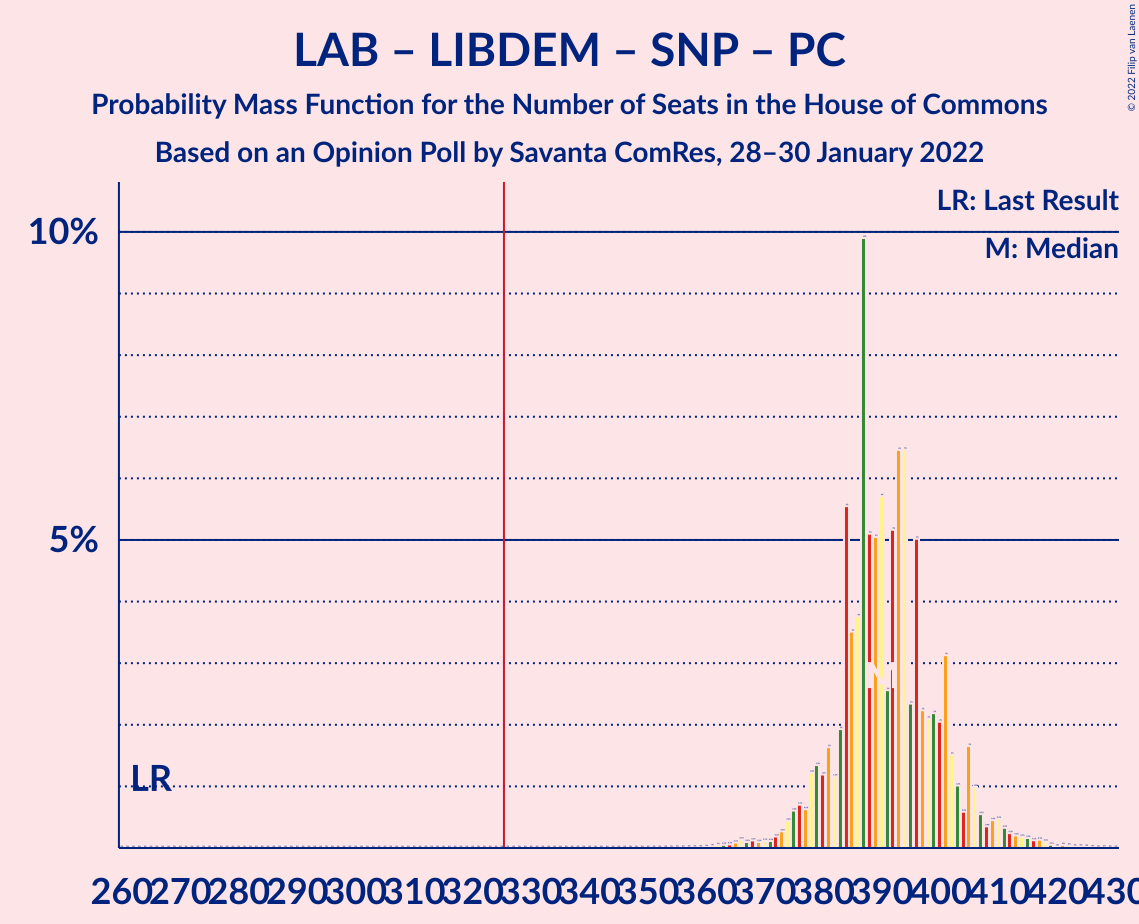 LAB – LIBDEM – SNP – PC
Probability Mass Function for the Number of Seats in the House of Commons
Based on an Opinion Poll by Savanta ComRes, 28–30 January 2022
© 2022 Filip van Laenen
LR: Last Result
M: Median
10%
5%
LR
M
260 270 280 290 300 310 320 330 340 350 360 370 380 390 400 410 420 430